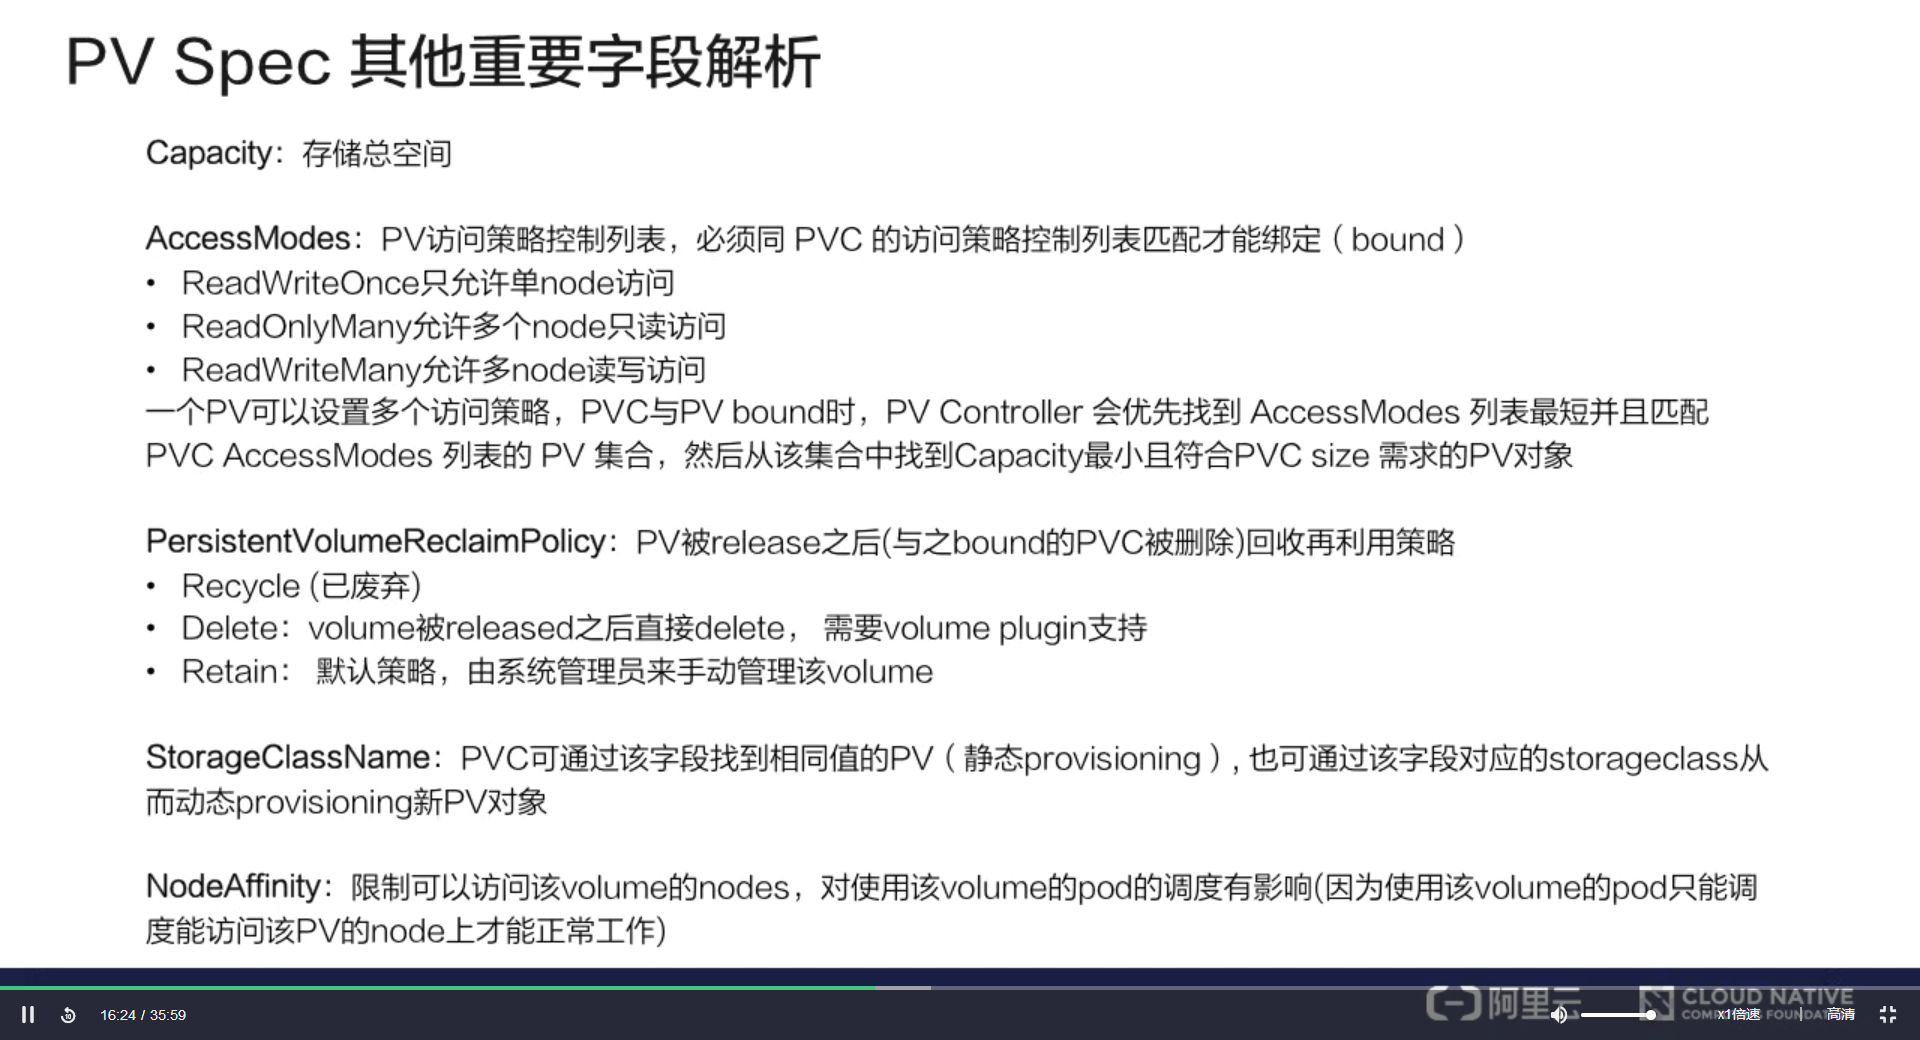 PV Spec 其他重要字段解析
Capacity：存储总空间
AccessModes：PV访问策略控制列表，必须同 PVC 的访问策略控制列表匹配才能绑定（bound）
• ReadWriteOnce只允许单node访问
• ReadOnlyMany允许多个node只读访问
• ReadWriteMany允许多node读写访问
一个PV可以设置多个访问策略，PVC与PV bound时，PV Controller 会优先找到 AccessModes 列表最短并且匹配
PVC AccessModes 列表的 PV 集合，然后从该集合中找到Capacity最小且符合PVC size 需求的PV对象
PersistentVolumeReclaimPolicy：PV被release之后(与之bound的PVC被删除)回收再利用策略
• Recycle (已废弃)
• Delete：volume被released之后直接delete， 需要volume plugin支持
• Retain： 默认策略，由系统管理员来手动管理该volume
StorageClassName：PVC可通过该字段找到相同值的PV（静态provisioning）, 也可通过该字段对应的storageclass从
而动态provisioning新PV对象
NodeAffinity：限制可以访问该volume的nodes，对使用该volume的pod的调度有影响(因为使用该volume的pod只能调
度能访问该PV的node上才能正常工作)
阿里云
CLOUD NATIVE
10
16:24 / 35:59
x1倍速
高清